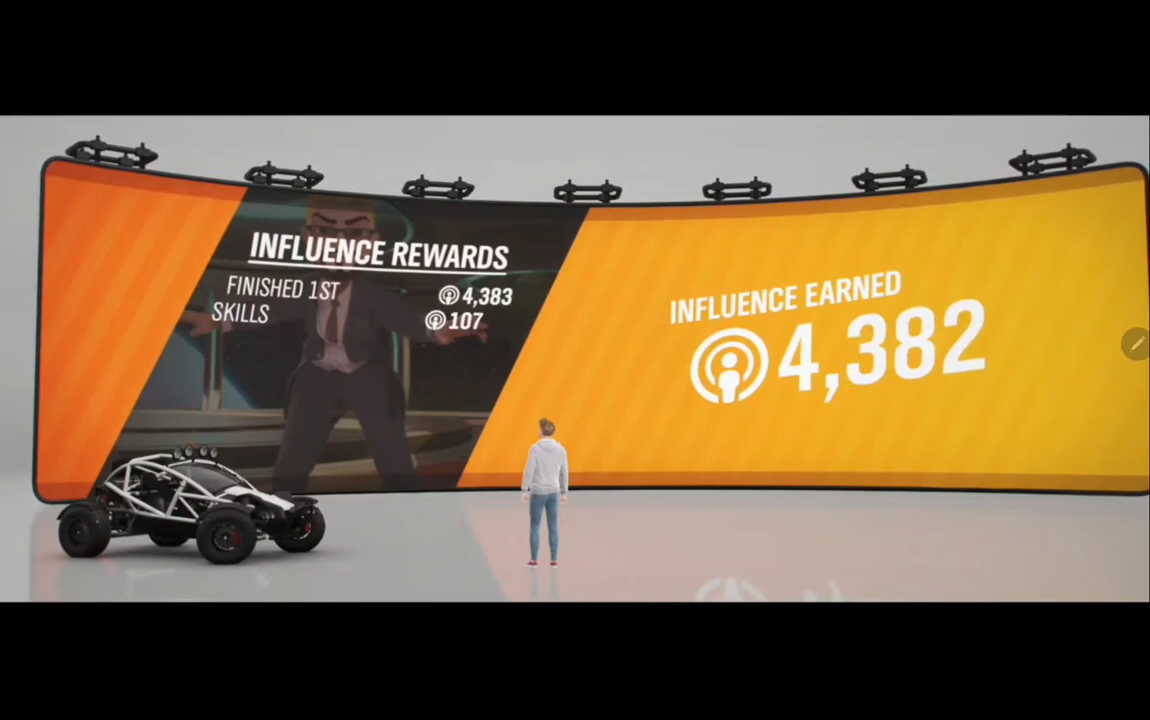 INFLUENCE REWARDS
FINISHED 1ST 4,383
SKILLS 107
INFLUENCE EARNED
4,382